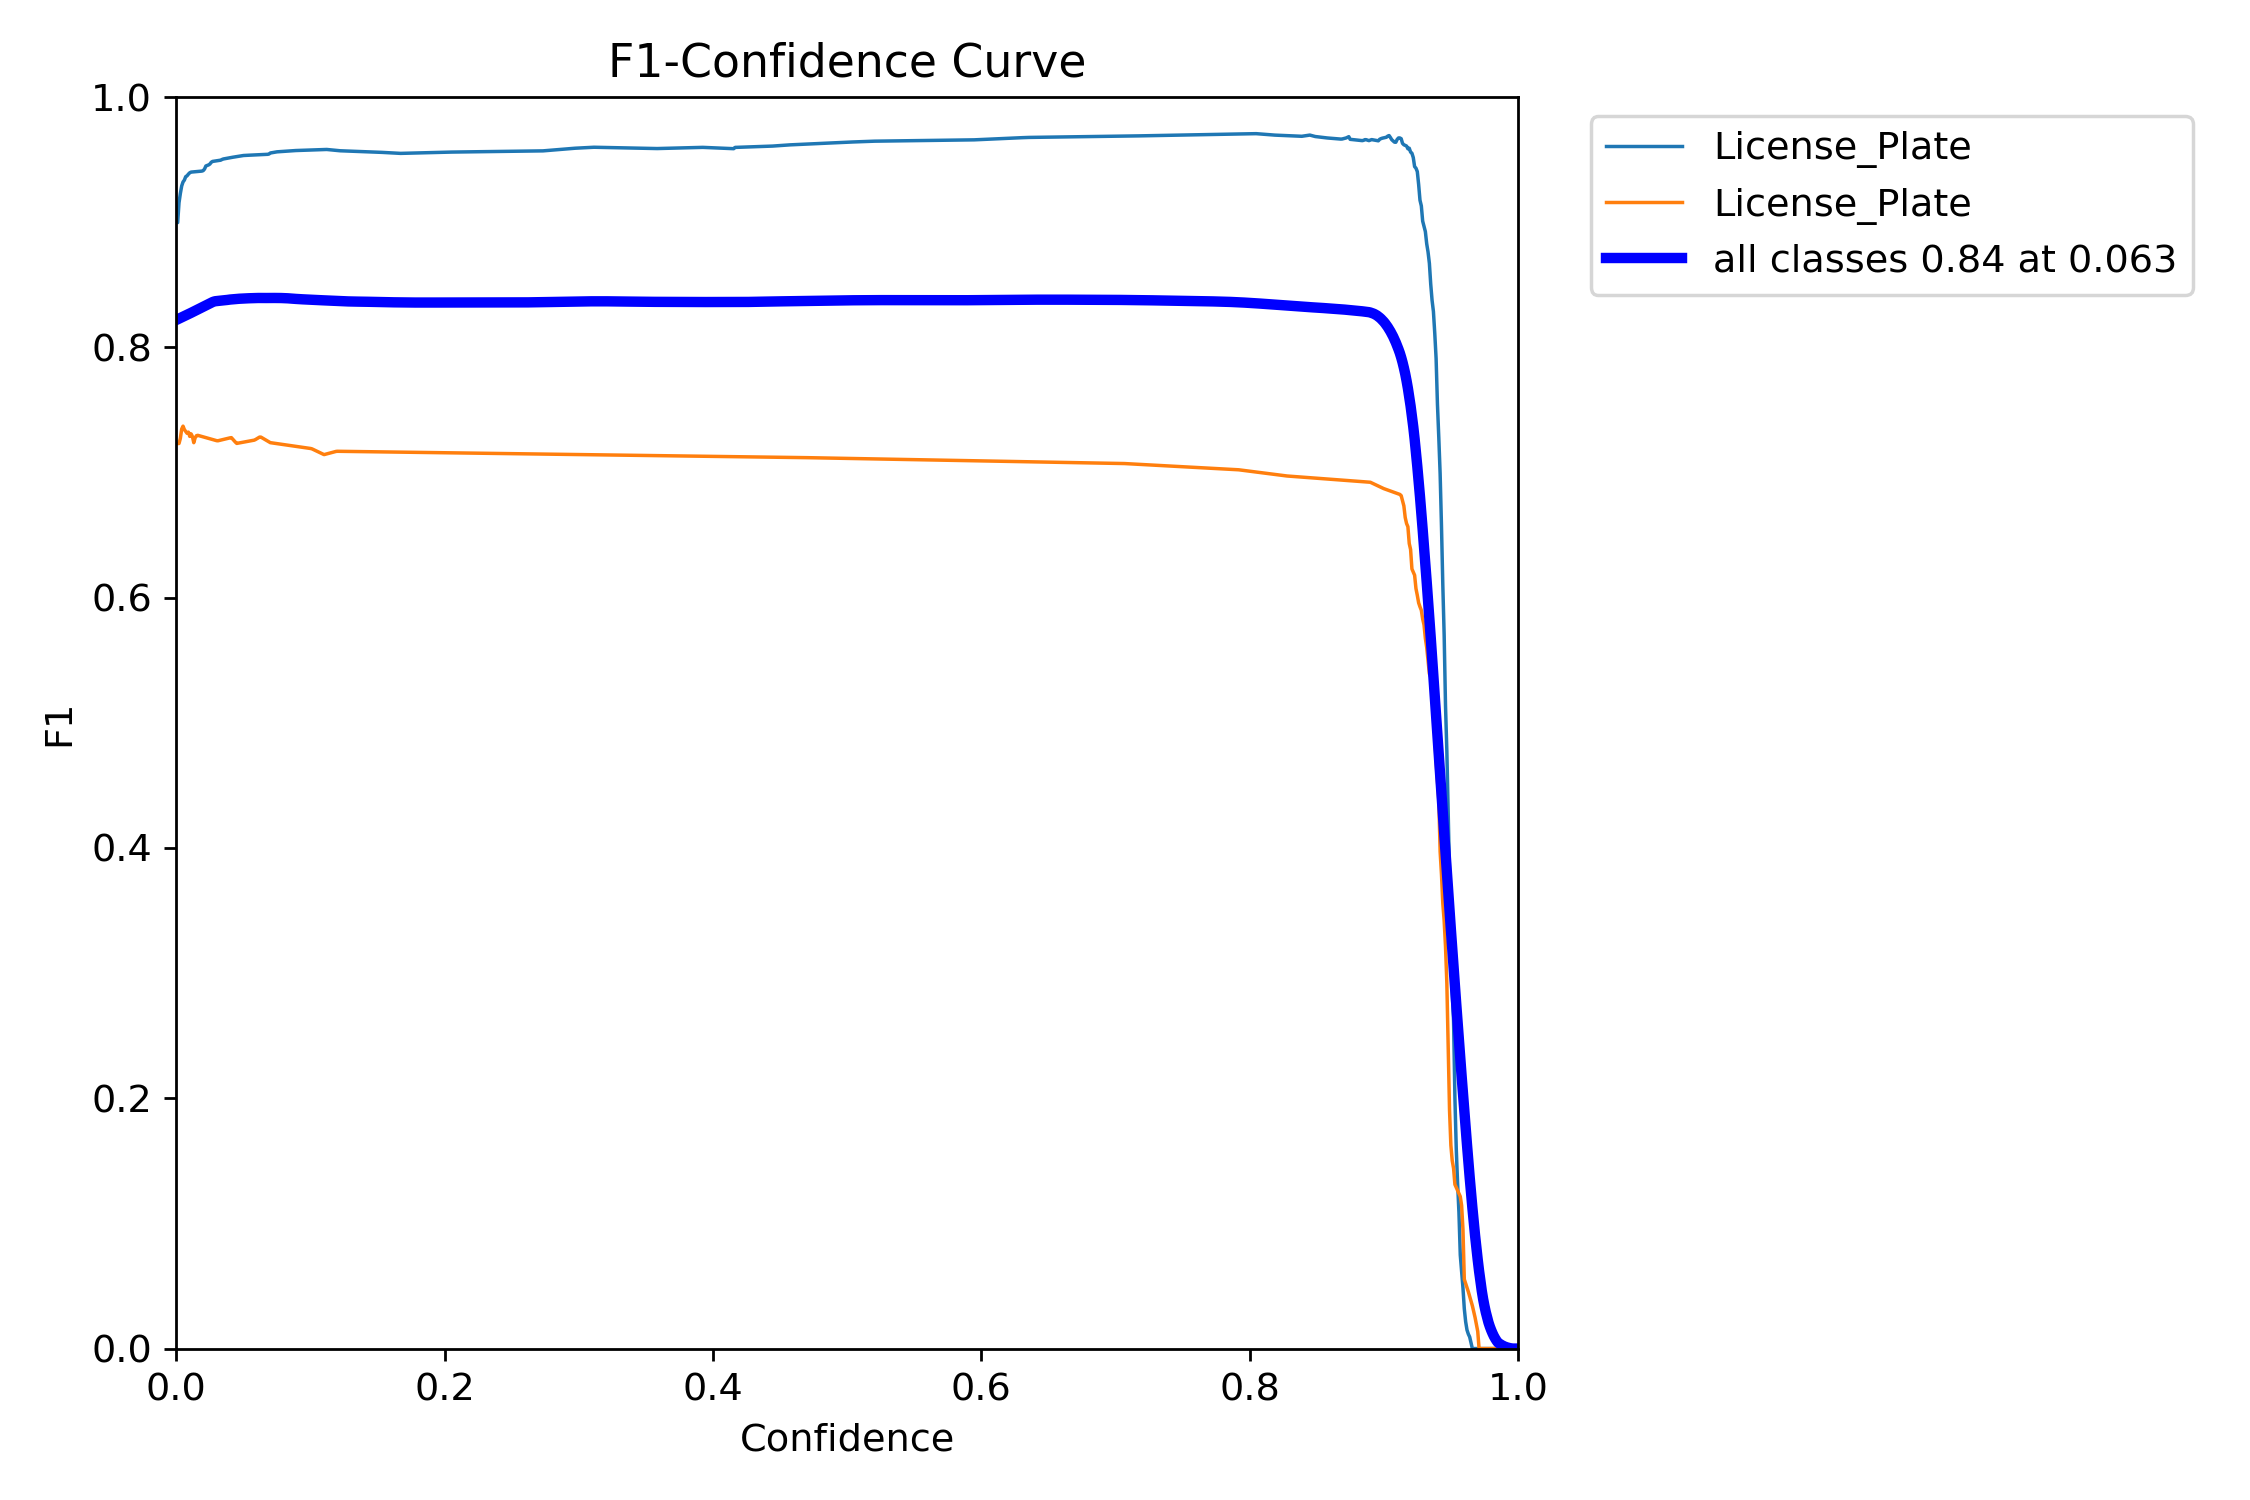 F1-Confidence Curve
License_Plate
License_Plate
all classes 0.84 at 0.063
1.0
0.8
0.6
0.4
0.2
0.0
F1
0.0 0.2 0.4 0.6 0.8 1.0
Confidence